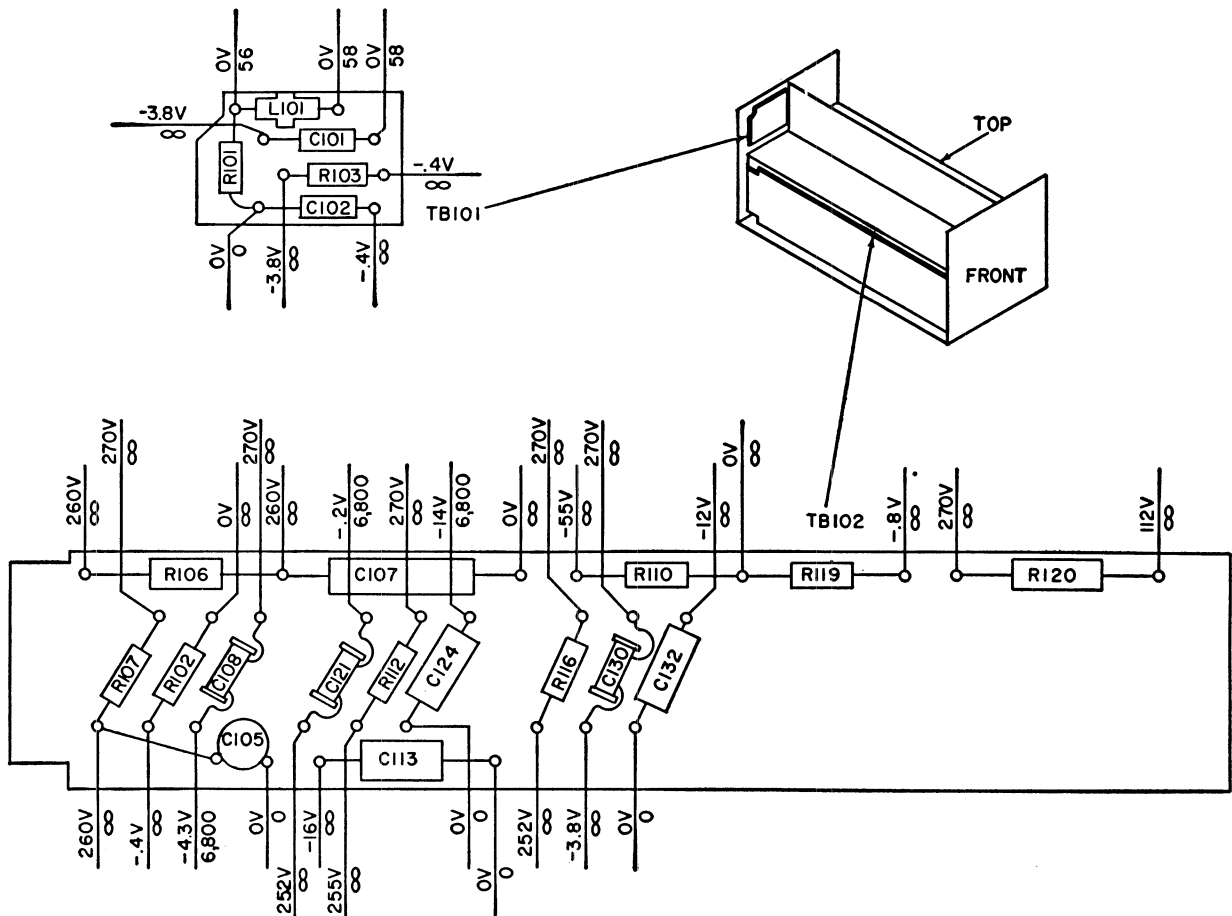 0V
56
0V
58
0V
58
-3.8V
∞
L101
C101
R101
R103
-.4V
∞
C102
0V
0
-3.8V
∞
-.4V
∞
TB101
TOP
FRONT
TB102
260V
∞
270V
∞
0V
∞
270V
∞
260V
∞
-.2V
6,800
270V
∞
-14V
6,800
0V
∞
270V
∞
-55V
∞
270V
∞
-12V
∞
0V
∞
-.8V
∞
270V
∞
112V
∞
R106
C107
R110
R119
R120
R107
R102
C108
C121
R112
C124
R116
C130
C132
C105
C113
260V
∞
-.4V
∞
-4.3V
6,800
0V
0
252V
∞
-16V
∞
255V
∞
0V
0
0V
0
252V
∞
-3.8V
∞
0V
0